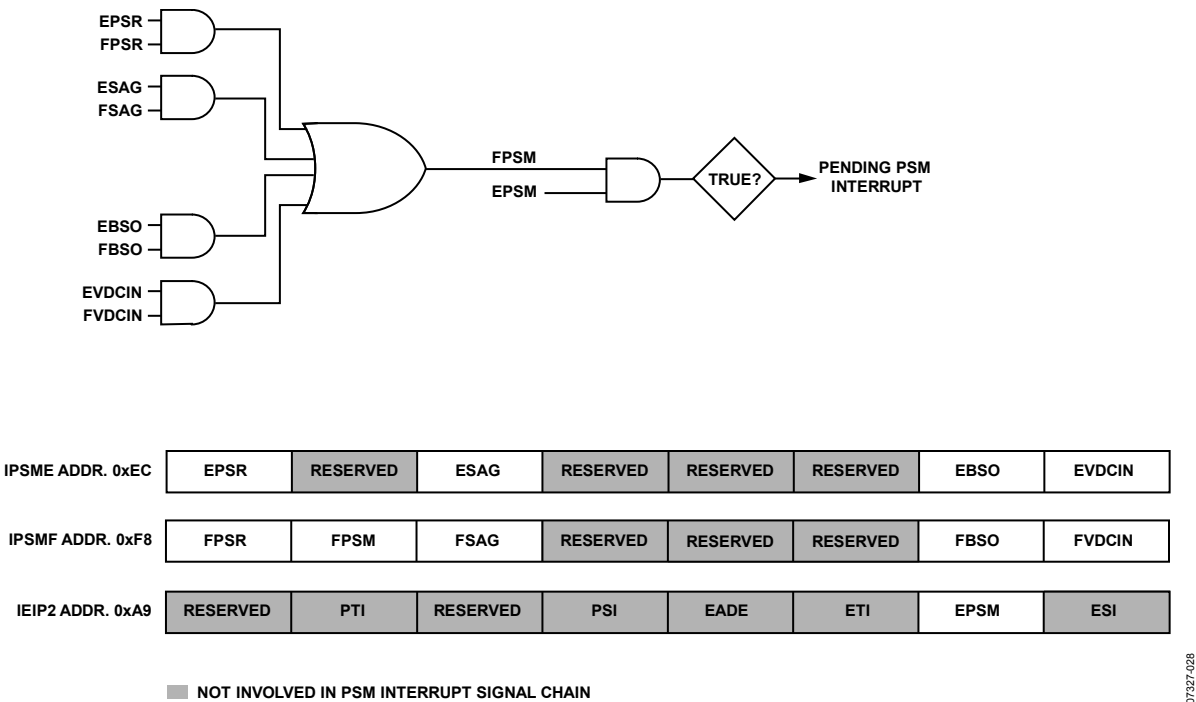 EPSR
FPSR
ESAG
FSAG
EBSO
FBSO
EVDCIN
FVDCIN
FPSM
EPSM
TRUE?
PENDING PSM
INTERRUPT
IPSME ADDR. 0xEC EPSR RESERVED ESAG RESERVED RESERVED RESERVED EBSO EVDCIN
IPSMF ADDR. 0xF8 FPSR FPSM FSAG RESERVED RESERVED RESERVED FBSO FVDCIN
IEIP2 ADDR. 0xA9 RESERVED PTI RESERVED PSI EADE ETI EPSM ESI
NOT INVOLVED IN PSM INTERRUPT SIGNAL CHAIN
07327-028